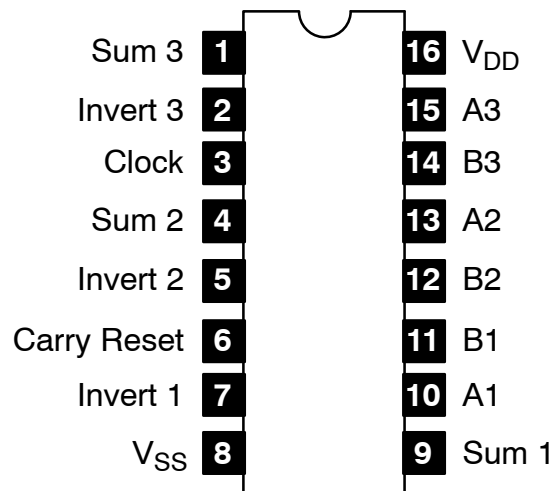 Sum 3 1 16 VDD
Invert 3 2 15 A3
Clock 3 14 B3
Sum 2 4 13 A2
Invert 2 5 12 B2
Carry Reset 6 11 B1
Invert 1 7 10 A1
VSS 8 9 Sum 1